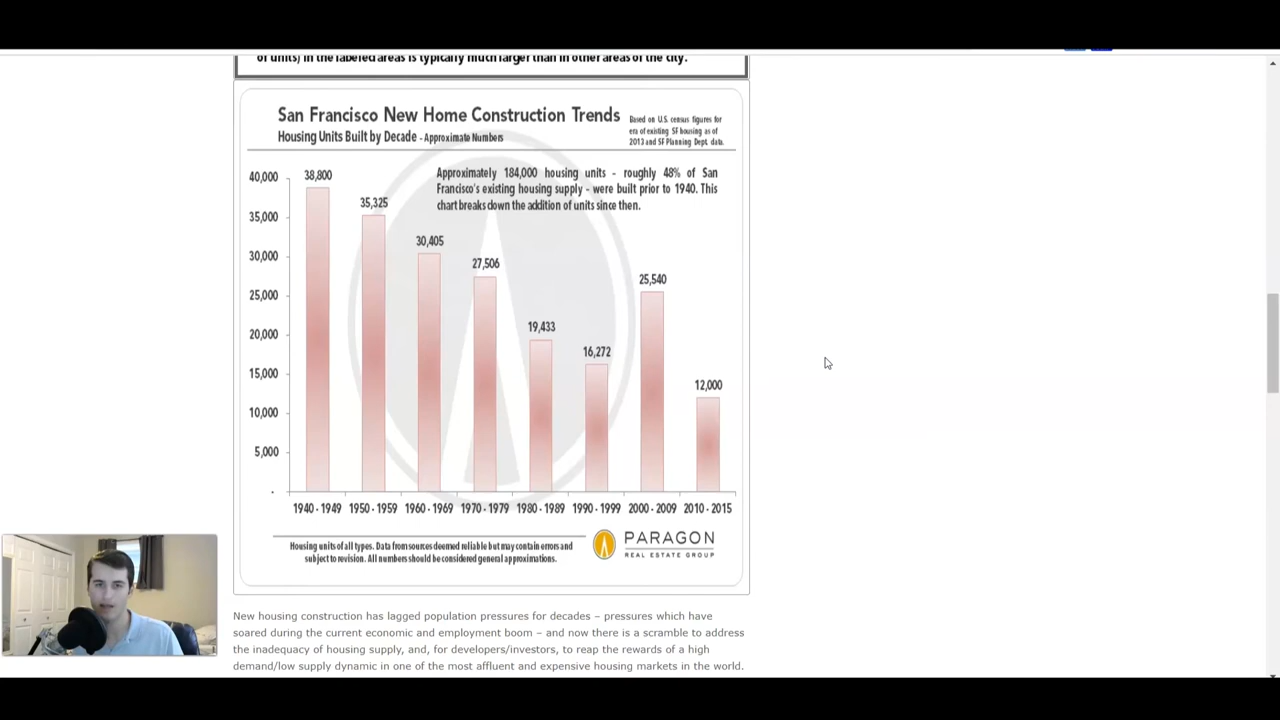 of units) in the labeled areas is typically much larger than in other areas of the city.
San Francisco New Home Construction Trends
Housing Units Built by Decade - Approximate Numbers
Based on U.S. census figures for
era of existing SF housing as of
2013 and SF Planning Dept. data.
Approximately 184,000 housing units - roughly 48% of San
Francisco's existing housing supply - were built prior to 1940. This
chart breaks down the addition of units since then.
40,000
35,000
30,000
25,000
20,000
15,000
10,000
5,000
-
38,800
35,325
30,405
27,506
19,433
16,272
25,540
12,000
1940 - 1949 1950 - 1959 1960 - 1969 1970 - 1979 1980 - 1989 1990 - 1999 2000 - 2009 2010 - 2015
Housing units of all types. Data from sources deemed reliable but may contain errors and
subject to revision. All numbers should be considered general approximations.
PARAGON
REAL ESTATE GROUP
New housing construction has lagged population pressures for decades – pressures which have
soared during the current economic and employment boom – and now there is a scramble to address
the inadequacy of housing supply, and, for developers/investors, to reap the rewards of a high
demand/low supply dynamic in one of the most affluent and expensive housing markets in the world.